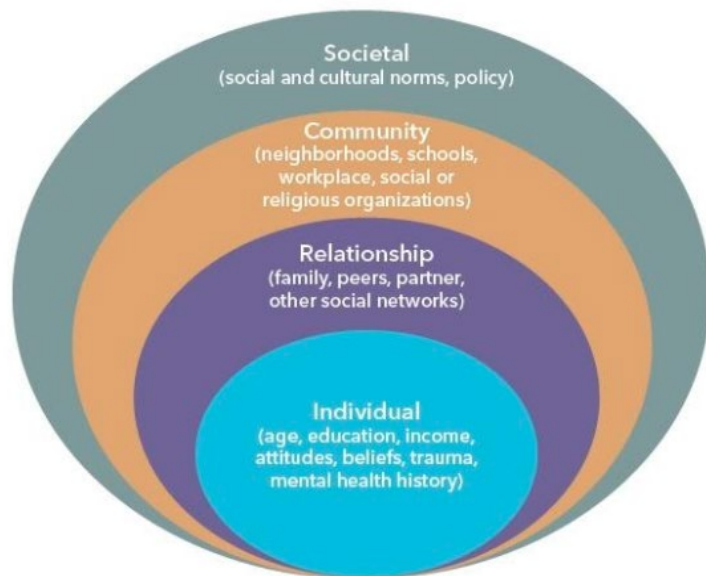 Societal
(social and cultural norms, policy)
Community
(neighborhoods, schools,
workplace, social or
religious organizations)
Relationship
(family, peers, partner,
other social networks)
Individual
(age, education, income,
attitudes, beliefs, trauma,
mental health history)